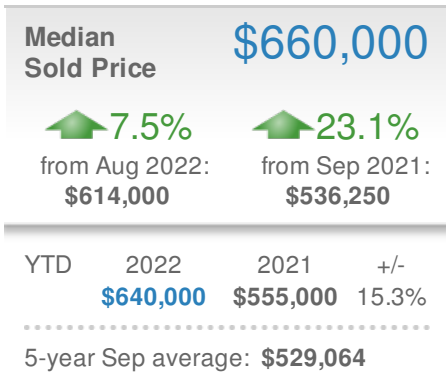 Median
Sold Price
$660,000
7.5%
23.1%
from Aug 2022:
from Sep 2021:
$614,000
$536,250
YTD 2022 2021 +/-
$640,000 $555,000 15.3%
5-year Sep average: $529,064